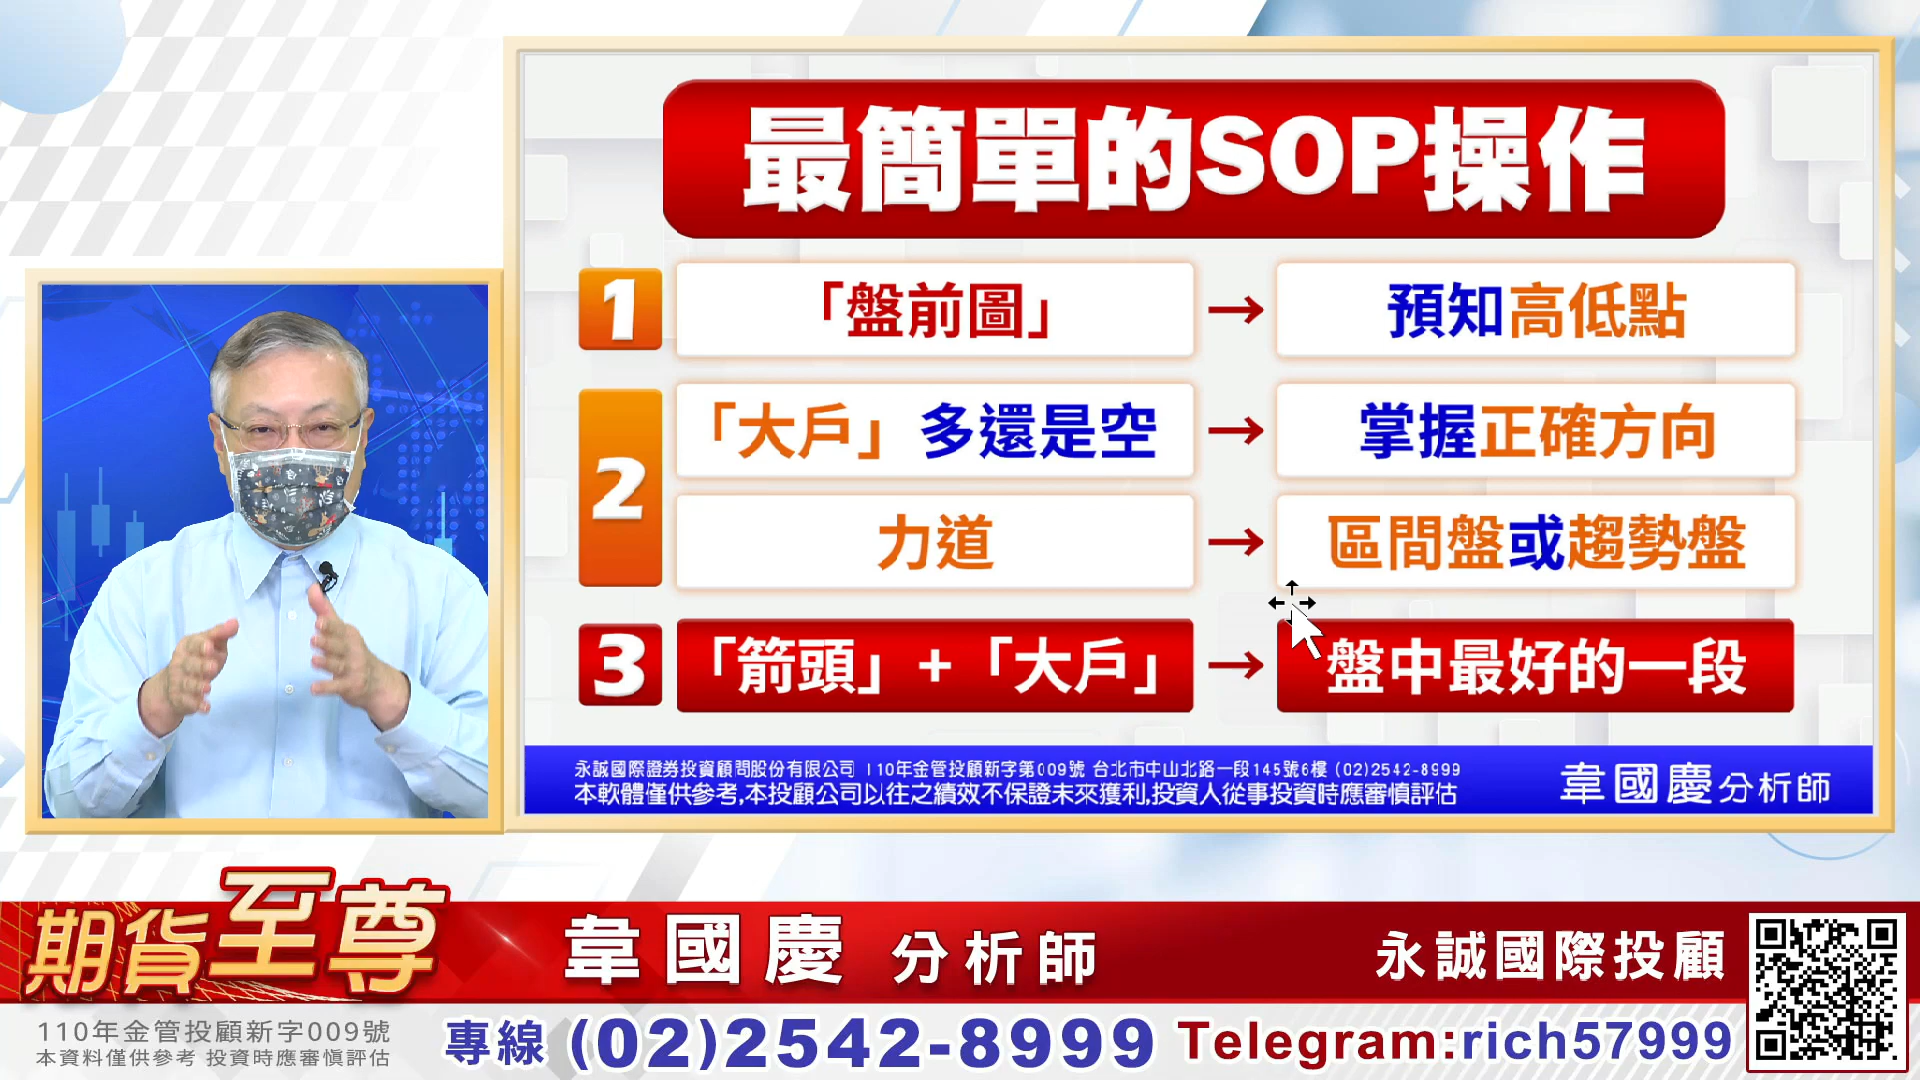 最簡單的SOP操作
1 「盤前圖」 → 預知高低點
2 「大戶」多還是空 → 掌握正確方向
力道 → 區間盤或趨勢盤
3 「箭頭」+「大戶」 → 盤中最好的一段
永誠國際證券投資顧問股份有限公司 110年金管投顧新字第009號 台北市中山北路一段145號6樓 (02)2542-8999
本軟體僅供參考,本投顧公司以往之績效不保證未來獲利,投資人從事投資時應審慎評估
韋國慶分析師
期貨至尊
韋國慶 分析師
永誠國際投顧
110年金管投顧新字009號
本資料僅供參考 投資時應審慎評估
專線 (02)2542-8999
Telegram:rich57999